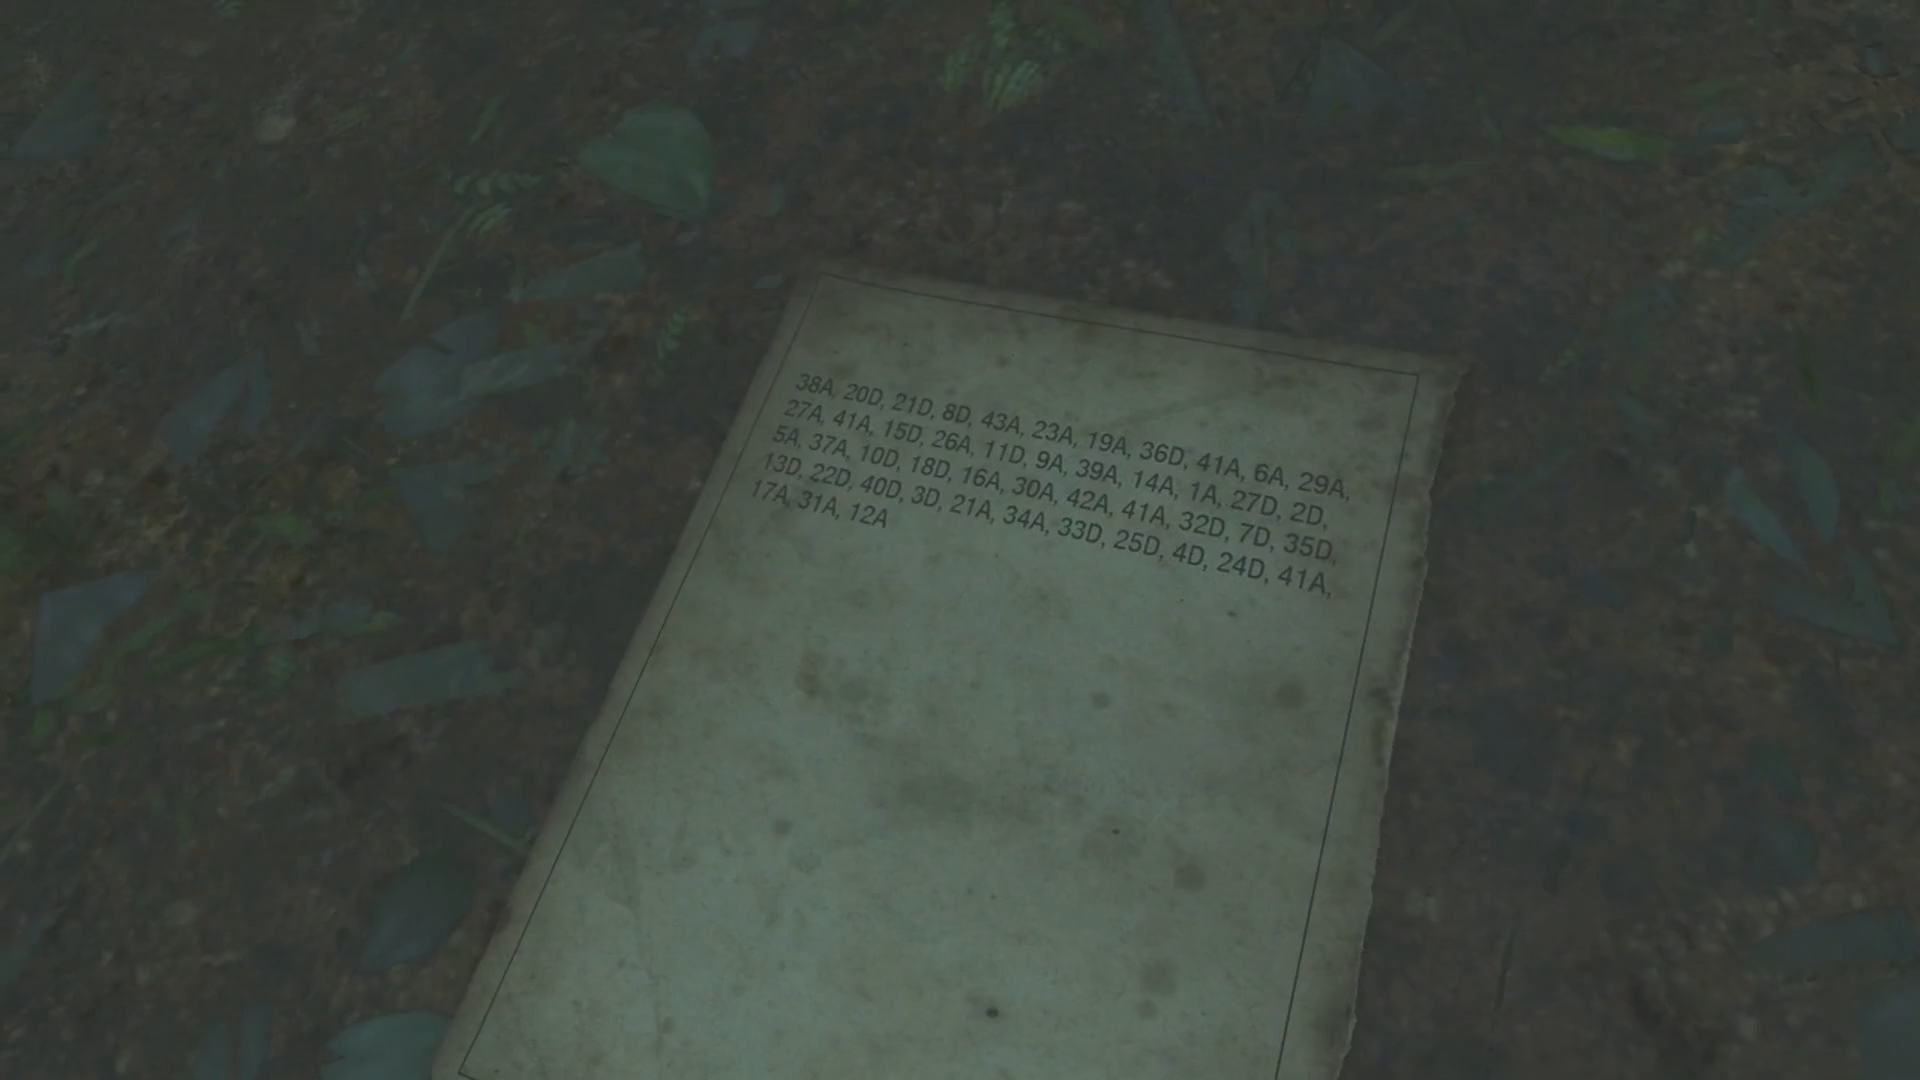 38A, 20D, 21D, 8D, 43A, 23A, 19A, 36D, 41A, 6A, 29A,
27A, 41A, 15D, 26A, 11D, 9A, 39A, 14A, 1A, 27D, 2D,
5A, 37A, 10D, 18D, 16A, 30A, 42A, 41A, 32D, 7D, 35D,
13D, 22D, 40D, 3D, 21A, 34A, 33D, 25D, 4D, 24D, 41A,
17A, 31A, 12A